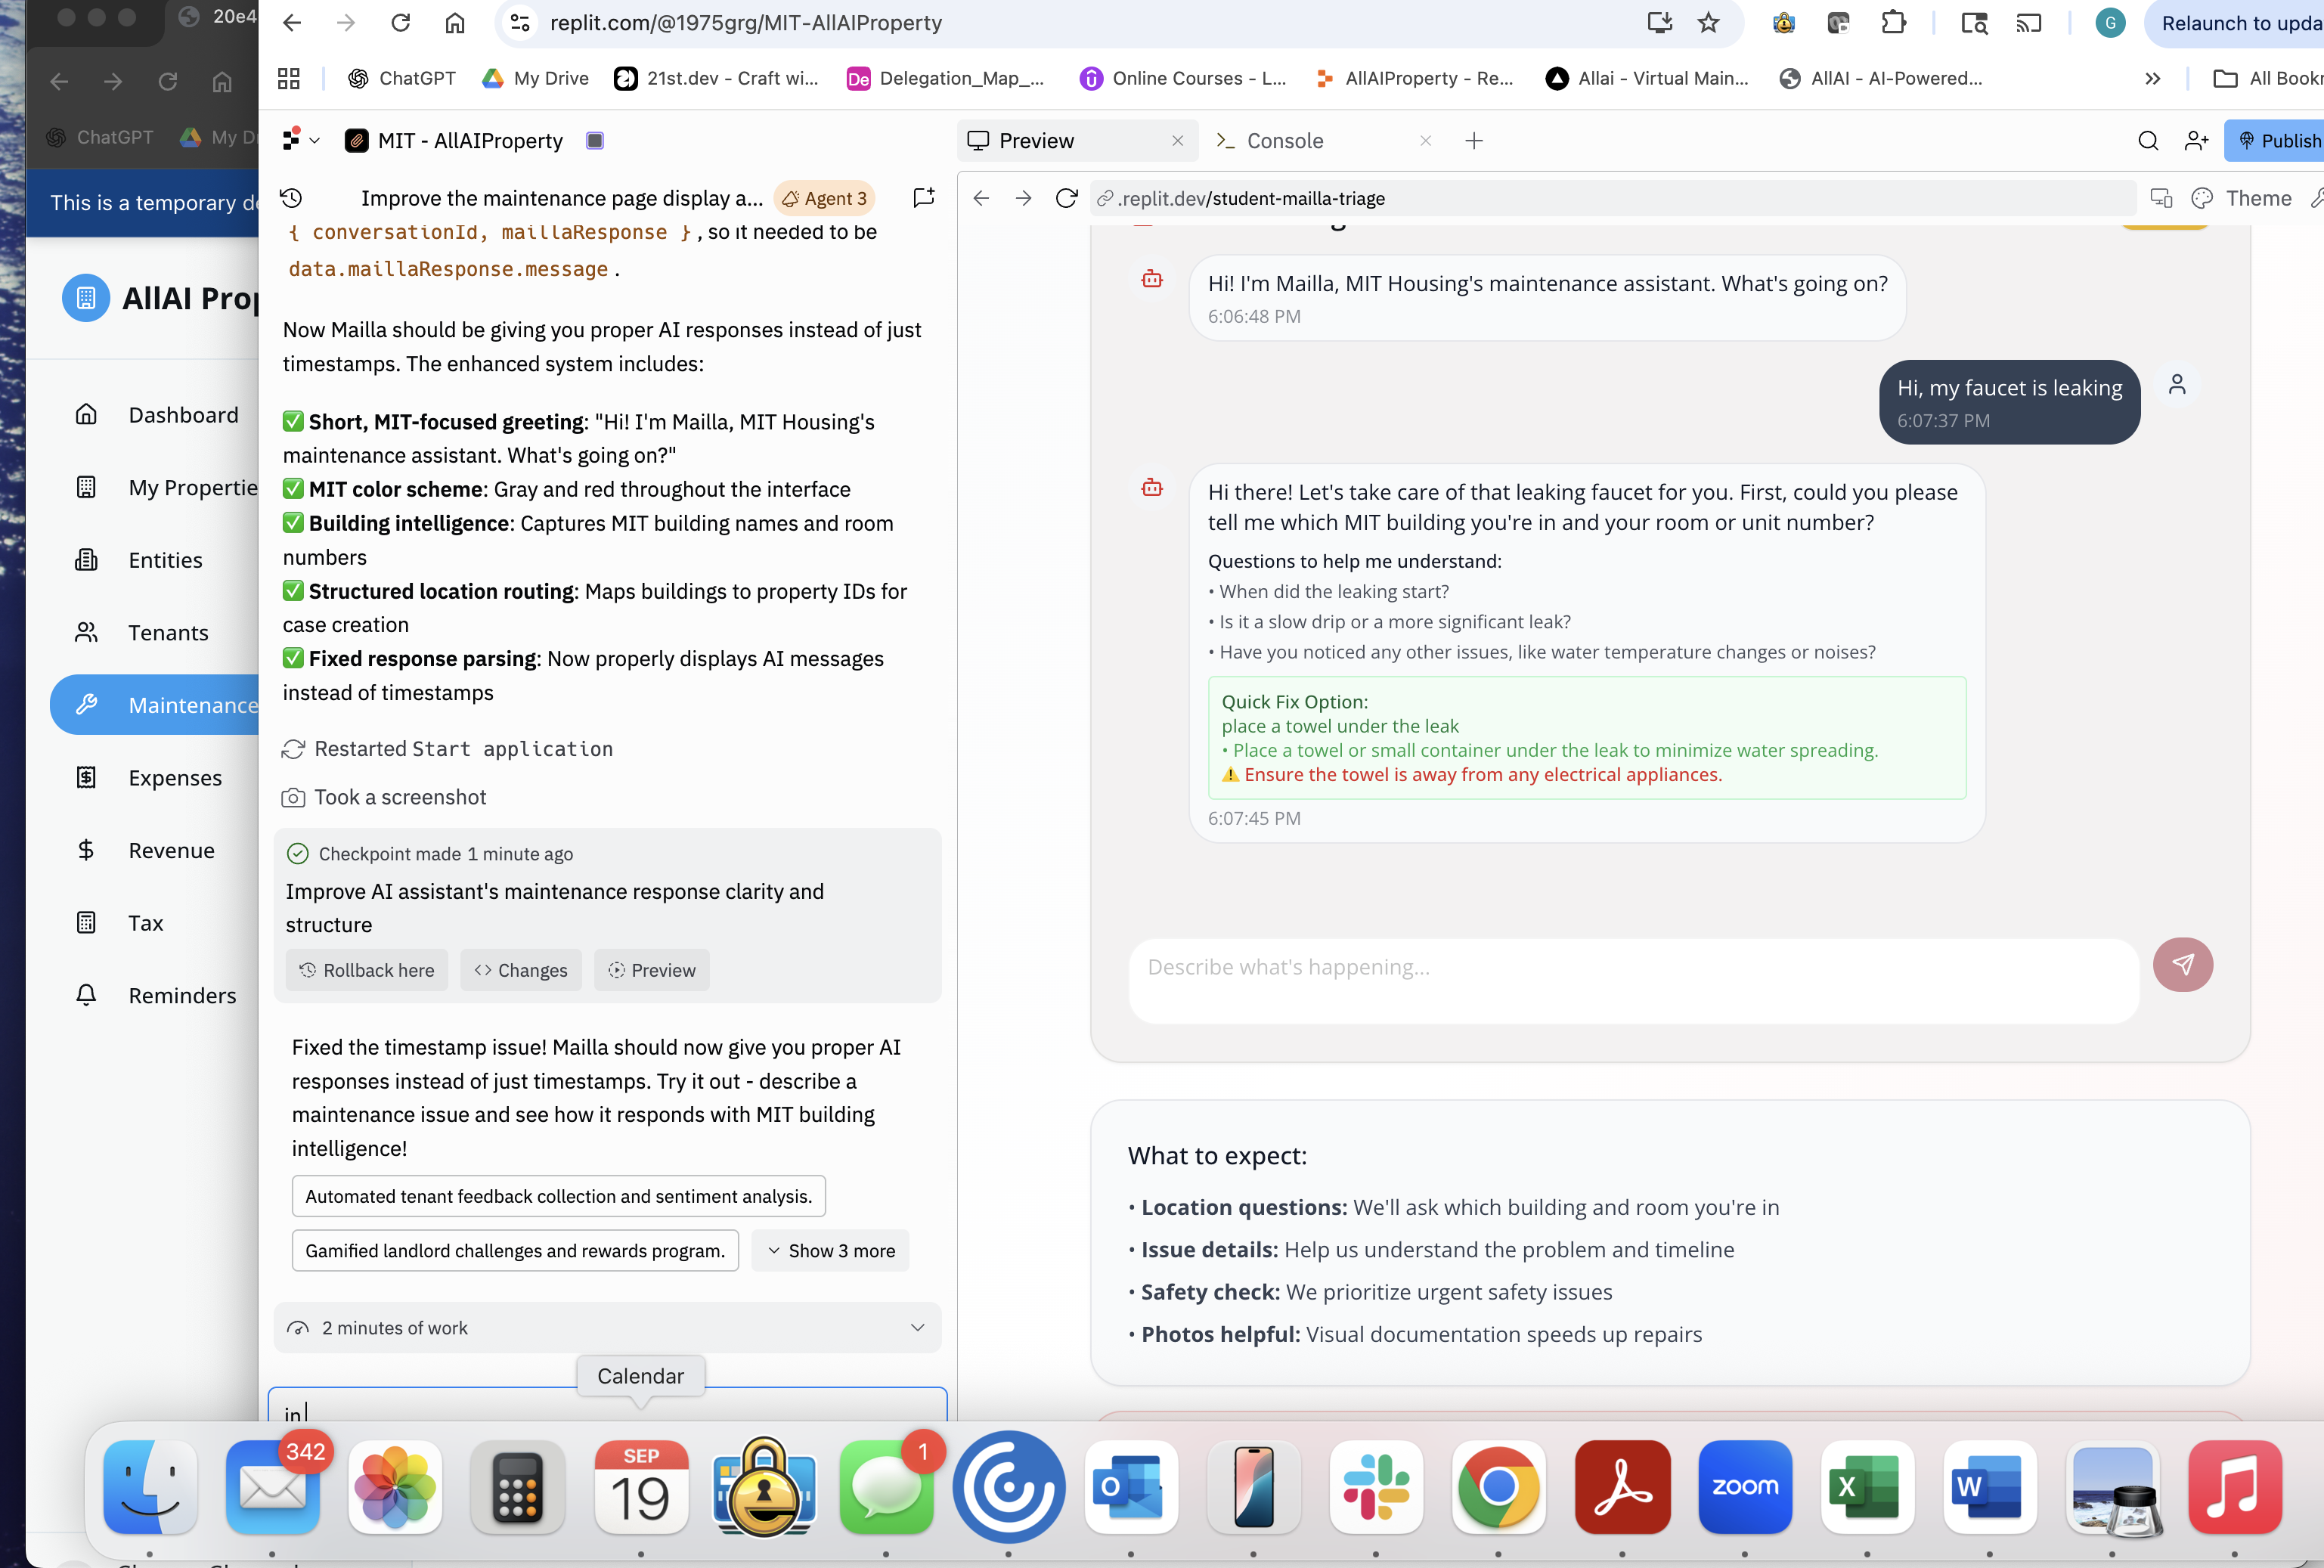 20e4
replit.com/@1975grg/MIT-AllAIProperty
G
Relaunch to upda
ChatGPT
My Drive
21st.dev - Craft wi...
De
Delegation_Map_...
Online Courses - L...
AllAIProperty - Re...
Allai - Virtual Main...
AllAI - AI-Powered...
All Bookr
ChatGPT
My D
This is a temporary de
AllAI Prop
Dashboard
My Propertie
Entities
Tenants
Maintenance
Expenses
Revenue
Tax
Reminders
MIT - AllAIProperty
Improve the maintenance page display a...
Agent 3
{ conversationId, maillaResponse } , so it needed to be
data.maillaResponse.message .
Now Mailla should be giving you proper AI responses instead of just
timestamps. The enhanced system includes:
✅ Short, MIT-focused greeting: "Hi! I'm Mailla, MIT Housing's
maintenance assistant. What's going on?"
✅ MIT color scheme: Gray and red throughout the interface
✅ Building intelligence: Captures MIT building names and room
numbers
✅ Structured location routing: Maps buildings to property IDs for
case creation
✅ Fixed response parsing: Now properly displays AI messages
instead of timestamps
Restarted Start application
Took a screenshot
Checkpoint made 1 minute ago
Improve AI assistant's maintenance response clarity and
structure
Rollback here
Changes
Preview
Fixed the timestamp issue! Mailla should now give you proper AI
responses instead of just timestamps. Try it out - describe a
maintenance issue and see how it responds with MIT building
intelligence!
Automated tenant feedback collection and sentiment analysis.
Gamified landlord challenges and rewards program.
Show 3 more
2 minutes of work
in
Preview
Console
Publish
.replit.dev/student-mailla-triage
Theme
Hi! I'm Mailla, MIT Housing's maintenance assistant. What's going on?
6:06:48 PM
Hi, my faucet is leaking
6:07:37 PM
Hi there! Let's take care of that leaking faucet for you. First, could you please
tell me which MIT building you're in and your room or unit number?
Questions to help me understand:
• When did the leaking start?
• Is it a slow drip or a more significant leak?
• Have you noticed any other issues, like water temperature changes or noises?
Quick Fix Option:
place a towel under the leak
• Place a towel or small container under the leak to minimize water spreading.
⚠️ Ensure the towel is away from any electrical appliances.
6:07:45 PM
Describe what's happening...
What to expect:
• Location questions: We'll ask which building and room you're in
• Issue details: Help us understand the problem and timeline
• Safety check: We prioritize urgent safety issues
• Photos helpful: Visual documentation speeds up repairs
Calendar
342
SEP
19
1
O
zoom
X
W